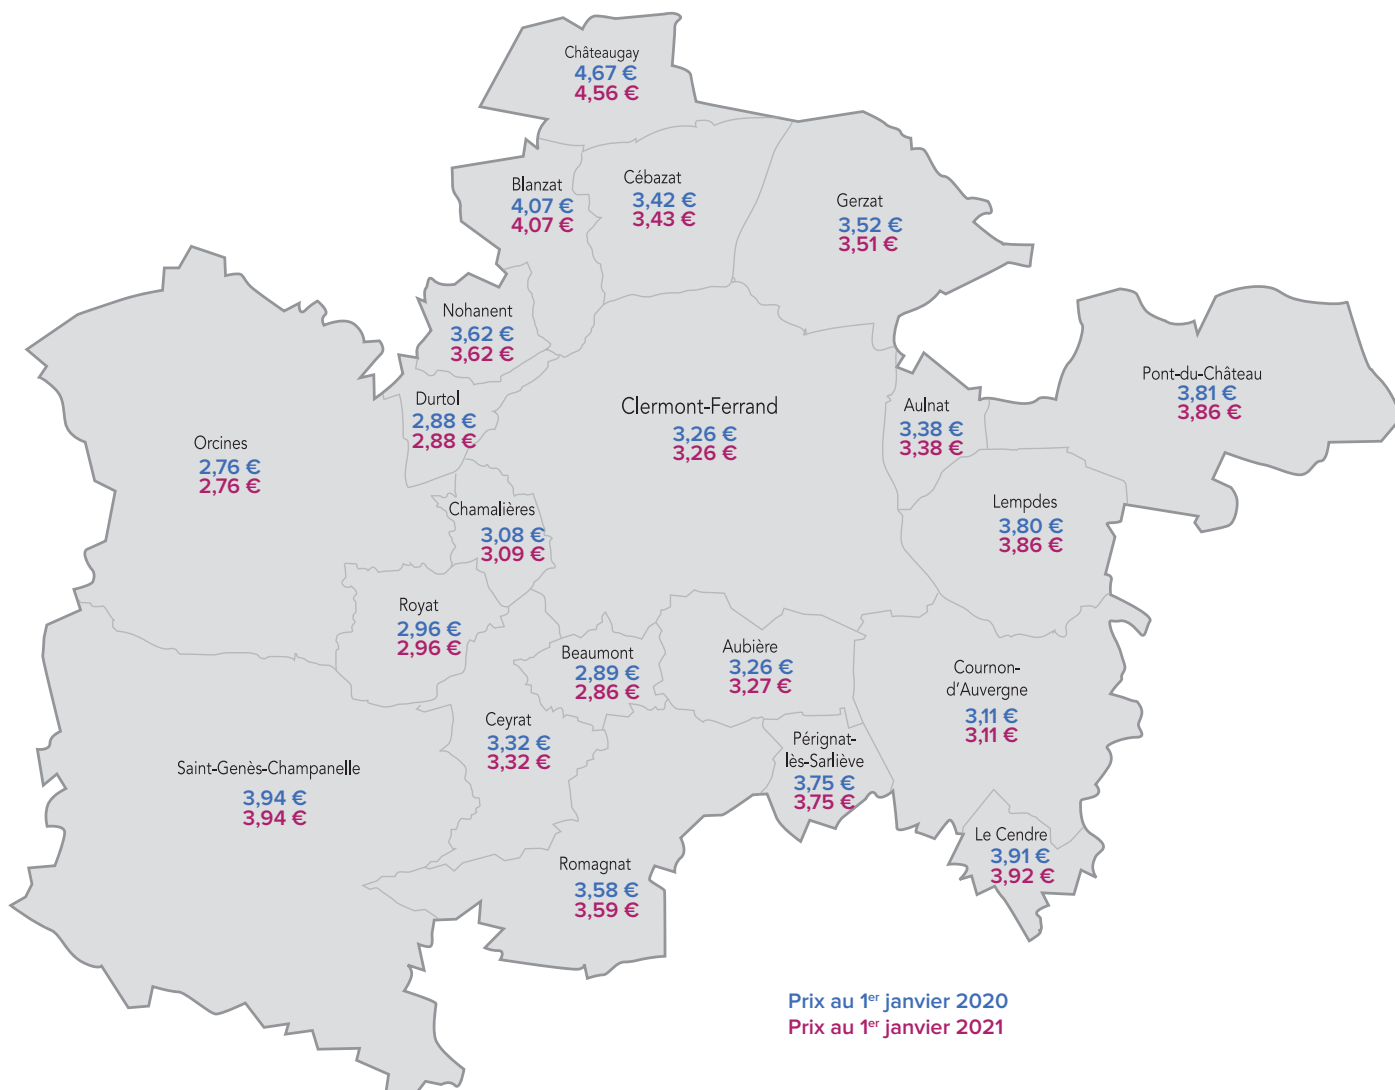 Châteaugay
4,67 €
4,56 €
Blanzat
4,07 €
4,07 €
Cébazat
3,42 €
3,43 €
Gerzat
3,52 €
3,51 €
Nohanent
3,62 €
3,62 €
Durtol
2,88 €
2,88 €
Orcines
2,76 €
2,76 €
Clermont-Ferrand
3,26 €
3,26 €
Aulnat
3,38 €
3,38 €
Pont-du-Château
3,81 €
3,86 €
Chamalières
3,08 €
3,09 €
Lempdes
3,80 €
3,86 €
Royat
2,96 €
2,96 €
Beaumont
2,89 €
2,86 €
Aubière
3,26 €
3,27 €
Cournon-
d'Auvergne
3,11 €
3,11 €
Ceyrat
3,32 €
3,32 €
Pérignat-
lès-Sarliève
3,75 €
3,75 €
Saint-Genès-Champanelle
3,94 €
3,94 €
Le Cendre
3,91 €
3,92 €
Romagnat
3,58 €
3,59 €
Prix au 1er janvier 2020
Prix au 1er janvier 2021